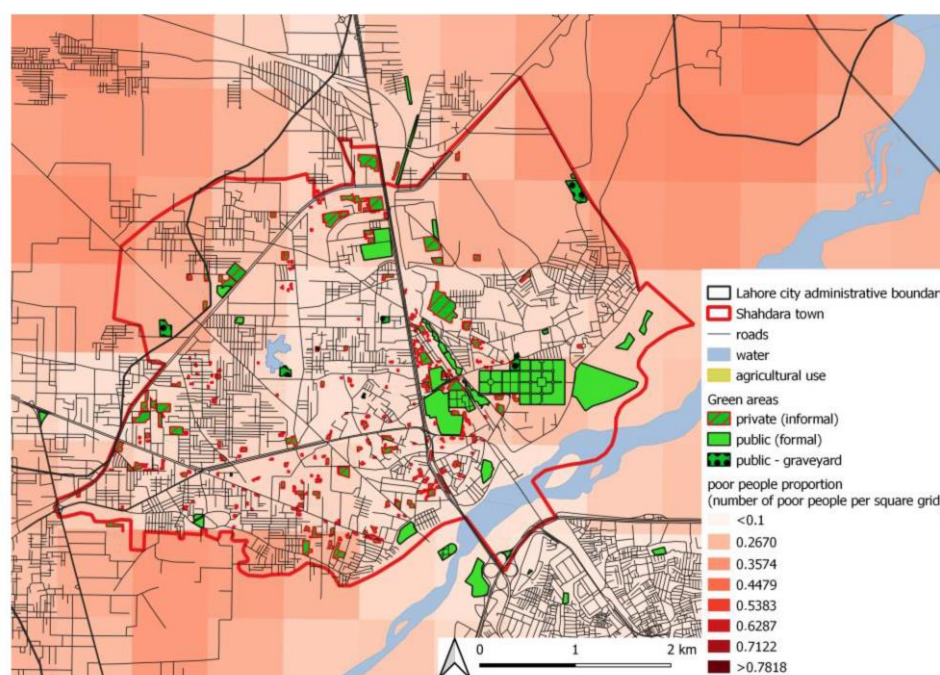 Lahore city administrative boundar
Shahdara town
roads
water
agricultural use
Green areas
private (informal)
public (formal)
public - graveyard
poor people proportion
(number of poor people per square grid
<0.1
0.2670
0.3574
0.4479
0.5383
0.6287
0.7122
>0.7818
0 1 2 km